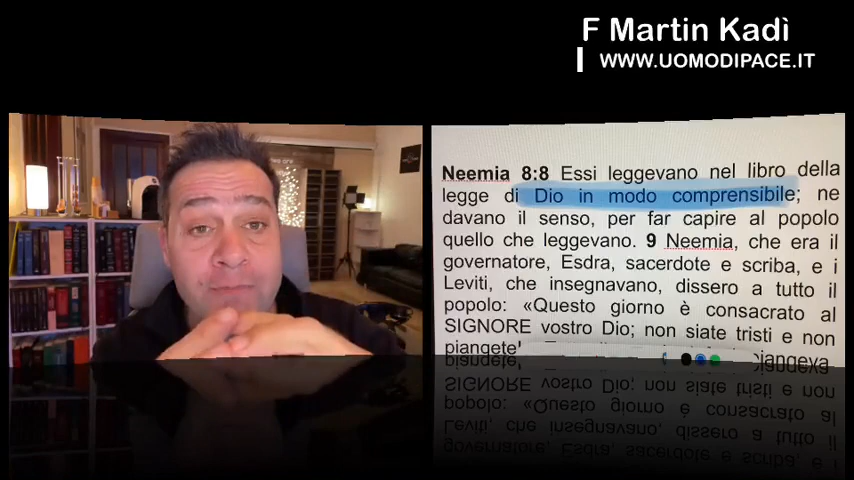 F Martin Kadì
WWW.UOMODIPACE.IT
Neemia 8:8 Essi leggevano nel libro della
legge di Dio in modo comprensibile; ne
davano il senso, per far capire al popolo
quello che leggevano. 9 Neemia, che era il
governatore, Esdra, sacerdote e scriba, e i
Leviti, che insegnavano, dissero a tutto il
popolo: «Questo giorno è consacrato al
SIGNORE vostro Dio; non siate tristi e non
piangete!